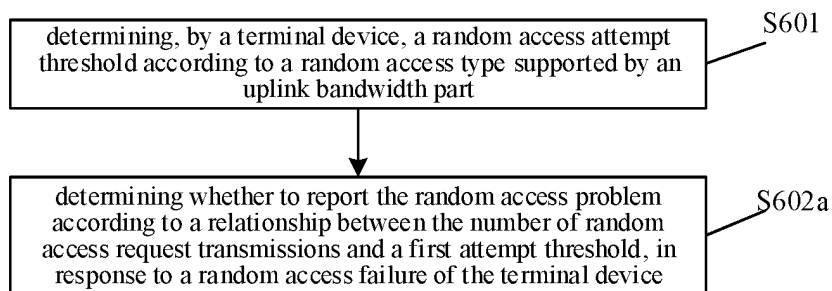 S601
determining, by a terminal device, a random access attempt
threshold according to a random access type supported by an
uplink bandwidth part
S602a
determining whether to report the random access problem
according to a relationship between the number of random
access request transmissions and a first attempt threshold, in
response to a random access failure of the terminal device